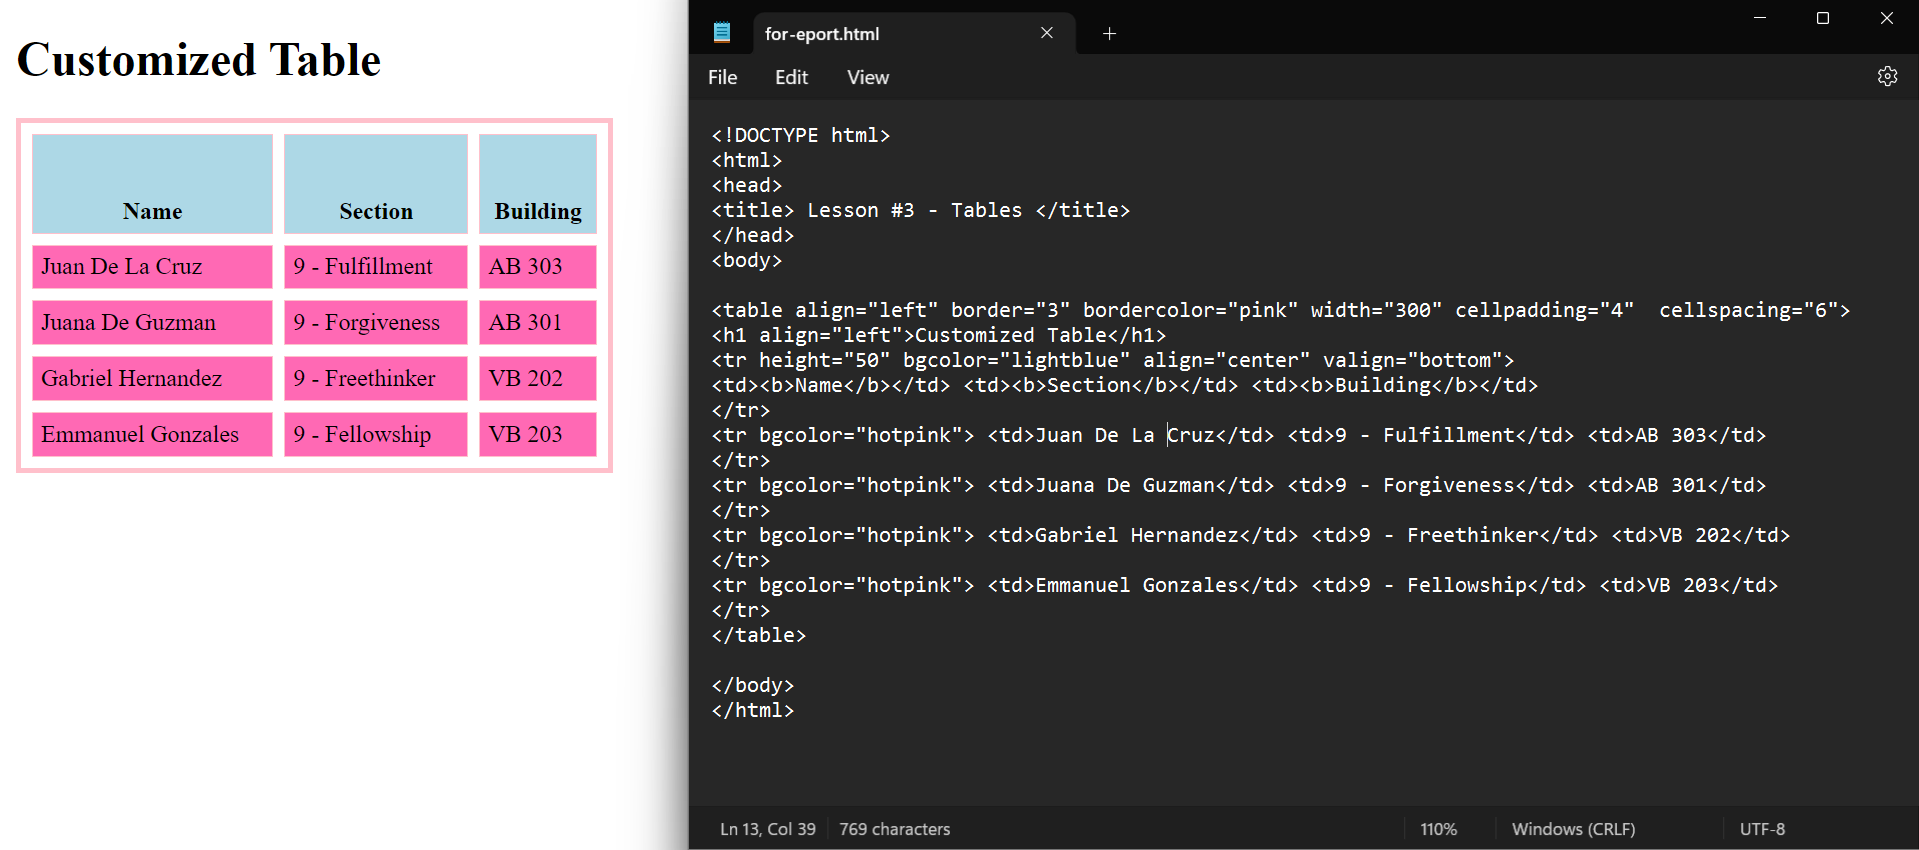 Customized Table
Name Section Building
Juan De La Cruz 9 - Fulfillment AB 303
Juana De Guzman 9 - Forgiveness AB 301
Gabriel Hernandez 9 - Freethinker VB 202
Emmanuel Gonzales 9 - Fellowship VB 203
for-eport.html
File Edit View
<!DOCTYPE html>
<html>
<head>
<title> Lesson #3 - Tables </title>
</head>
<body>
<table align="left" border="3" bordercolor="pink" width="300" cellpadding="4"  cellspacing="6">
<h1 align="left">Customized Table</h1>
<tr height="50" bgcolor="lightblue" align="center" valign="bottom">
<td><b>Name</b></td> <td><b>Section</b></td> <td><b>Building</b></td>
</tr>
<tr bgcolor="hotpink"> <td>Juan De La Cruz</td> <td>9 - Fulfillment</td> <td>AB 303</td>
</tr>
<tr bgcolor="hotpink"> <td>Juana De Guzman</td> <td>9 - Forgiveness</td> <td>AB 301</td>
</tr>
<tr bgcolor="hotpink"> <td>Gabriel Hernandez</td> <td>9 - Freethinker</td> <td>VB 202</td>
</tr>
<tr bgcolor="hotpink"> <td>Emmanuel Gonzales</td> <td>9 - Fellowship</td> <td>VB 203</td>
</tr>
</table>
</body>
</html>
Ln 13, Col 39 769 characters 110% Windows (CRLF) UTF-8